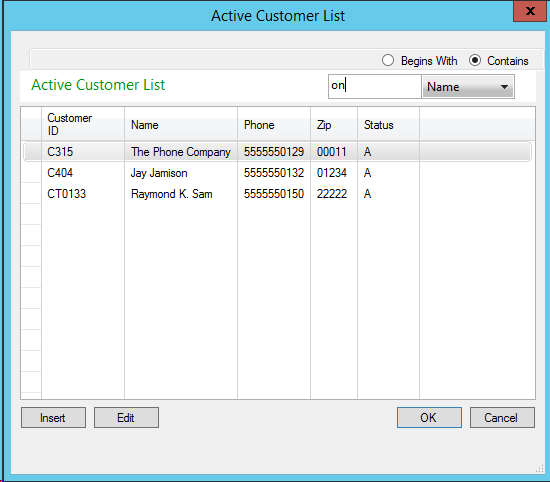 Active Customer List
x
Begins With Contains
Active Customer List on Name
Customer ID Name Phone Zip Status
C315 The Phone Company 5555550129 00011 A
C404 Jay Jamison 5555550132 01234 A
CT0133 Raymond K. Sam 5555550150 22222 A
Insert Edit OK Cancel